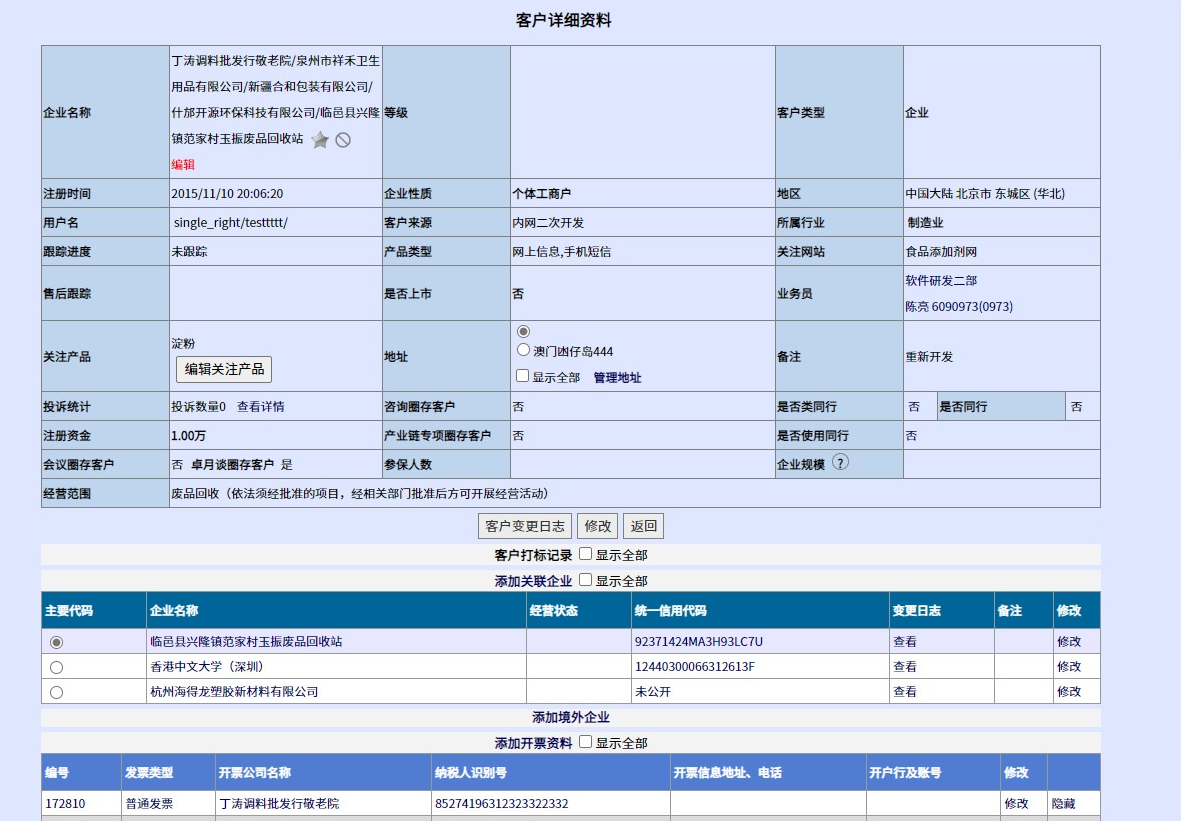 客户详细资料
企业名称 丁涛调料批发行敬老院/泉州市祥禾卫生用品有限公司/新疆合和包装有限公司/什邡开源环保科技有限公司/临邑县兴隆镇范家村玉振废品回收站 编辑 等级 客户类型 企业
注册时间 2015/11/10 20:06:20 企业性质 个体工商户 地区 中国大陆 北京市 东城区 (华北)
用户名 single_right/testtttt/ 客户来源 内网二次开发 所属行业 制造业
跟踪进度 未跟踪 产品类型 网上信息,手机短信 关注网站 食品添加剂网
售后跟踪 是否上市 否 业务员 软件研发二部 陈亮 6090973(0973)
关注产品 淀粉 编辑关注产品 地址 澳门凼仔岛444 显示全部 管理地址 备注 重新开发
投诉统计 投诉数量0 查看详情 咨询圈存客户 否 是否类同行 否 是否同行 否
注册资金 1.00万 产业链专项圈存客户 否 是否使用同行 否
会议圈存客户 否 卓月谈圈存客户 是 参保人数 企业规模 ?
经营范围 废品回收（依法须经批准的项目，经相关部门批准后方可开展经营活动）
客户变更日志 修改 返回
客户打标记录 显示全部
添加关联企业 显示全部
主要代码 企业名称 经营状态 统一信用代码 变更日志 备注 修改
临邑县兴隆镇范家村玉振废品回收站 92371424MA3H93LC7U 查看 修改
香港中文大学（深圳） 12440300066312613F 查看 修改
杭州海得龙塑胶新材料有限公司 未公开 查看 修改
添加境外企业
添加开票资料 显示全部
编号 发票类型 开票公司名称 纳税人识别号 开票信息地址、电话 开户行及账号 修改
172810 普通发票 丁涛调料批发行敬老院 85274196312323322332 修改 隐藏